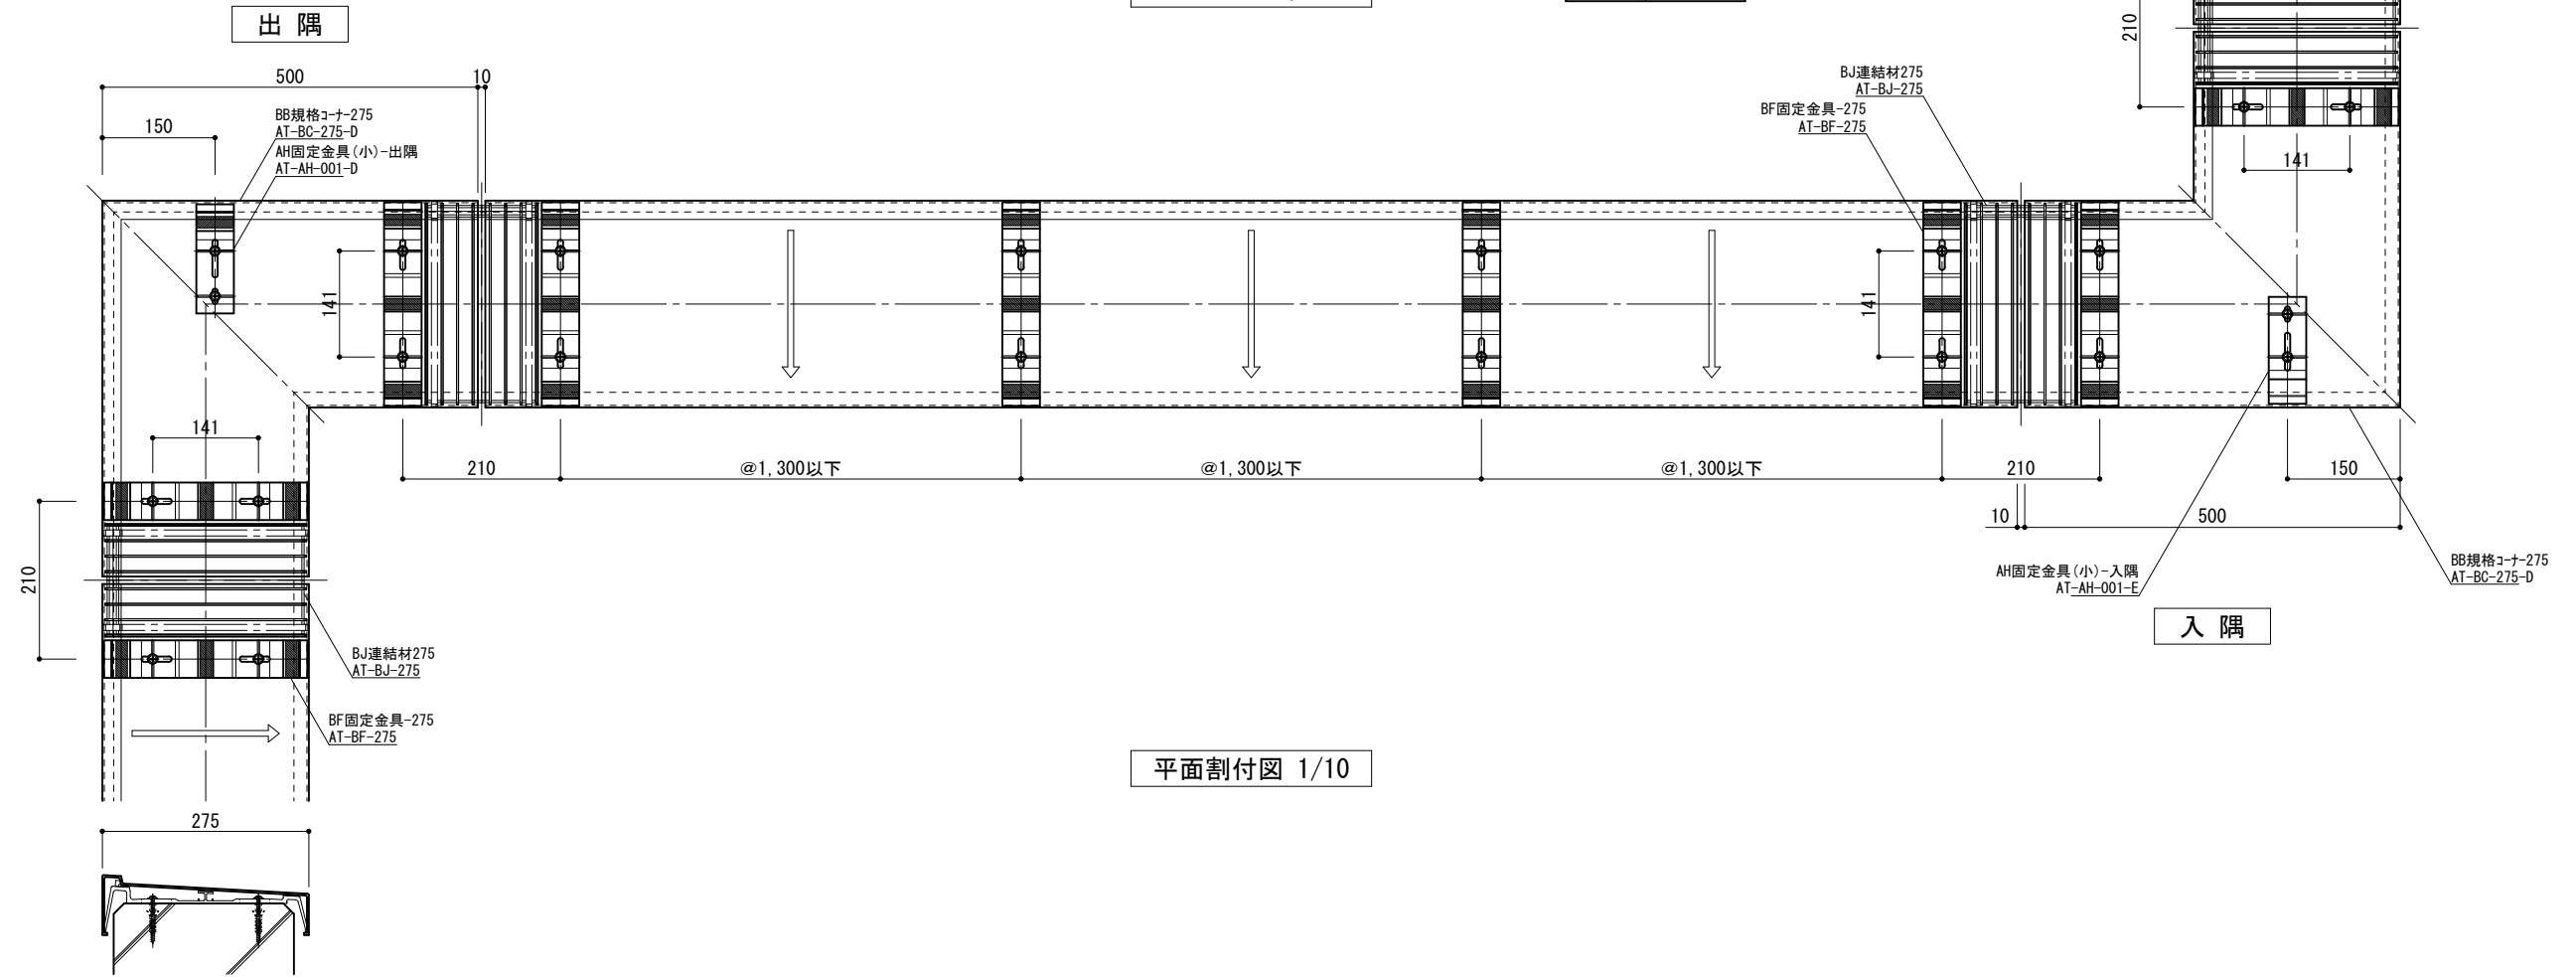 出 隅
210
500
10
BJ連結材275
AT-BJ-275
BF固定金具-275
AT-BF-275
BB規格ｺｰﾅｰ-275
AT-BC-275-D
AH固定金具(小)-出隅
AT-AH-001-D
150
141
141
141
141
210
@1,300以下
@1,300以下
@1,300以下
210
150
10
500
210
AH固定金具(小)-入隅
AT-AH-001-E
BB規格ｺｰﾅｰ-275
AT-BC-275-D
入 隅
BJ連結材275
AT-BJ-275
BF固定金具-275
AT-BF-275
平面割付図 1/10
275